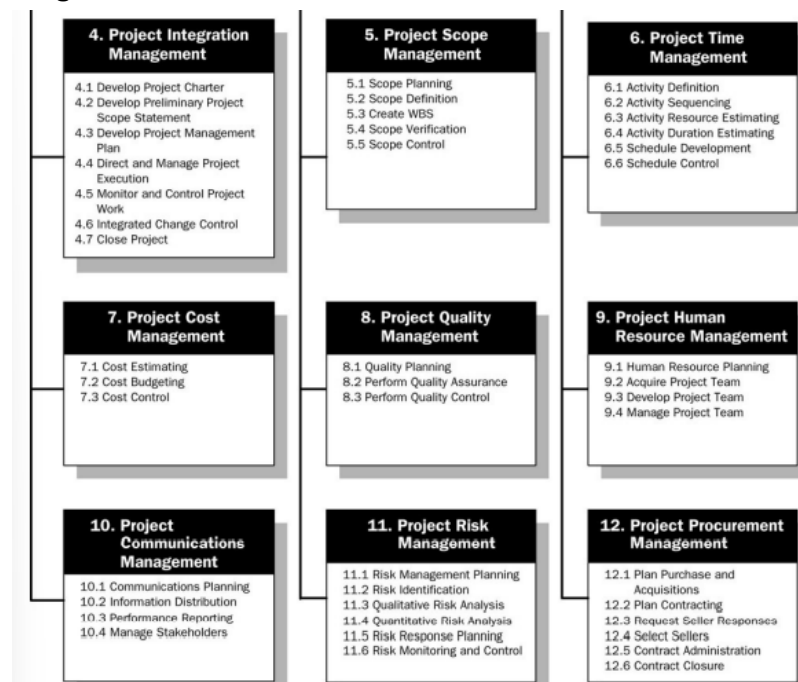 4. Project Integration
Management
4.1 Develop Project Charter
4.2 Develop Preliminary Project
Scope Statement
4.3 Develop Project Management
Plan
4.4 Direct and Manage Project
Execution
4.5 Monitor and Control Project
Work
4.6 Integrated Change Control
4.7 Close Project
5. Project Scope
Management
5.1 Scope Planning
5.2 Scope Definition
5.3 Create WBS
5.4 Scope Verification
5.5 Scope Control
6. Project Time
Management
6.1 Activity Definition
6.2 Activity Sequencing
6.3 Activity Resource Estimating
6.4 Activity Duration Estimating
6.5 Schedule Development
6.6 Schedule Control
7. Project Cost
Management
7.1 Cost Estimating
7.2 Cost Budgeting
7.3 Cost Control
8. Project Quality
Management
8.1 Quality Planning
8.2 Perform Quality Assurance
8.3 Perform Quality Control
9. Project Human
Resource Management
9.1 Human Resource Planning
9.2 Acquire Project Team
9.3 Develop Project Team
9.4 Manage Project Team
10. Project
Communications
Management
10.1 Communications Planning
10.2 Information Distribution
10.3 Performance Reporting
10.4 Manage Stakeholders
11. Project Risk
Management
11.1 Risk Management Planning
11.2 Risk Identification
11.3 Qualitative Risk Analysis
11.4 Quantitative Risk Analysis
11.5 Risk Response Planning
11.6 Risk Monitoring and Control
12. Project Procurement
Management
12.1 Plan Purchase and
Acquisitions
12.2 Plan Contracting
12.3 Request Seller Responses
12.4 Select Sellers
12.5 Contract Administration
12.6 Contract Closure